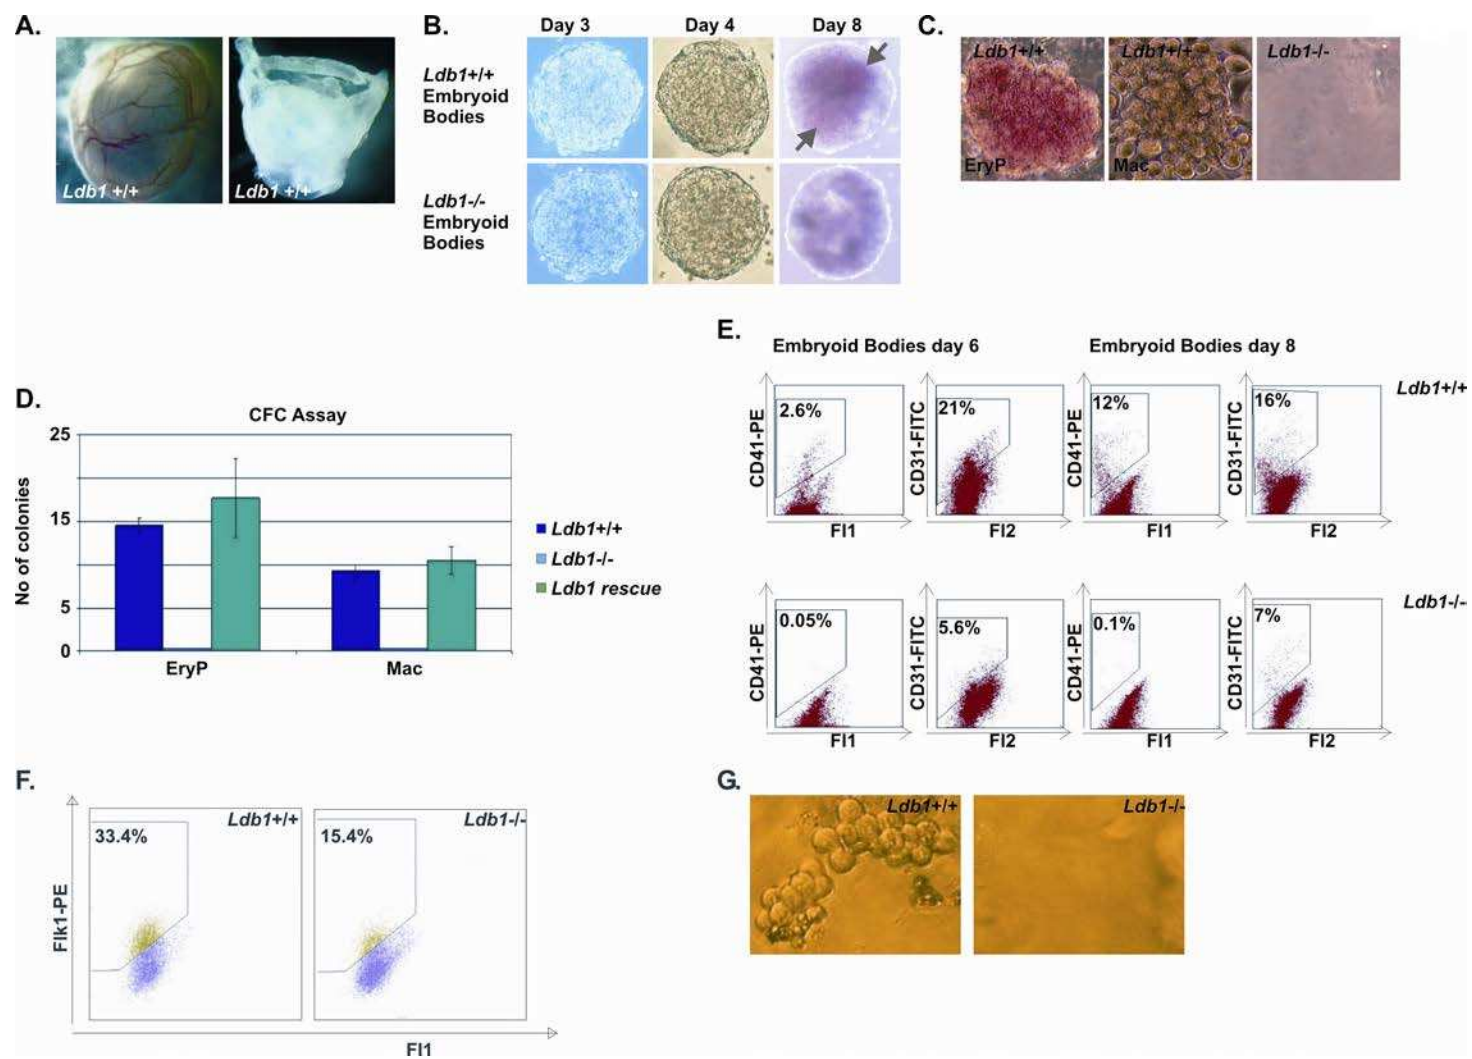 A.
Ldb1 +/+
Ldb1 +/+
B.
Day 3
Day 4
Day 8
Ldb1+/+
Embryoid
Bodies
Ldb1-/-
Embryoid
Bodies
C.
Ldb1+/+
Ldb1+/+
Ldb1-/-
EryP
Mac
D.
CFC Assay
No of colonies
25
15
5
0
EryP
Mac
Ldb1+/+
Ldb1-/-
Ldb1 rescue
E.
Embryoid Bodies day 6
Embryoid Bodies day 8
Ldb1+/+
CD41-PE
2.6%
Fl1
CD31-FITC
21%
Fl2
CD41-PE
12%
Fl1
CD31-FITC
16%
Fl2
Ldb1-/-
CD41-PE
0.05%
Fl1
CD31-FITC
5.6%
Fl2
CD41-PE
0.1%
Fl1
CD31-FITC
7%
Fl2
F.
Flk1-PE
Ldb1+/+
33.4%
Ldb1-/-
15.4%
Fl1
G.
Ldb1+/+
Ldb1-/-